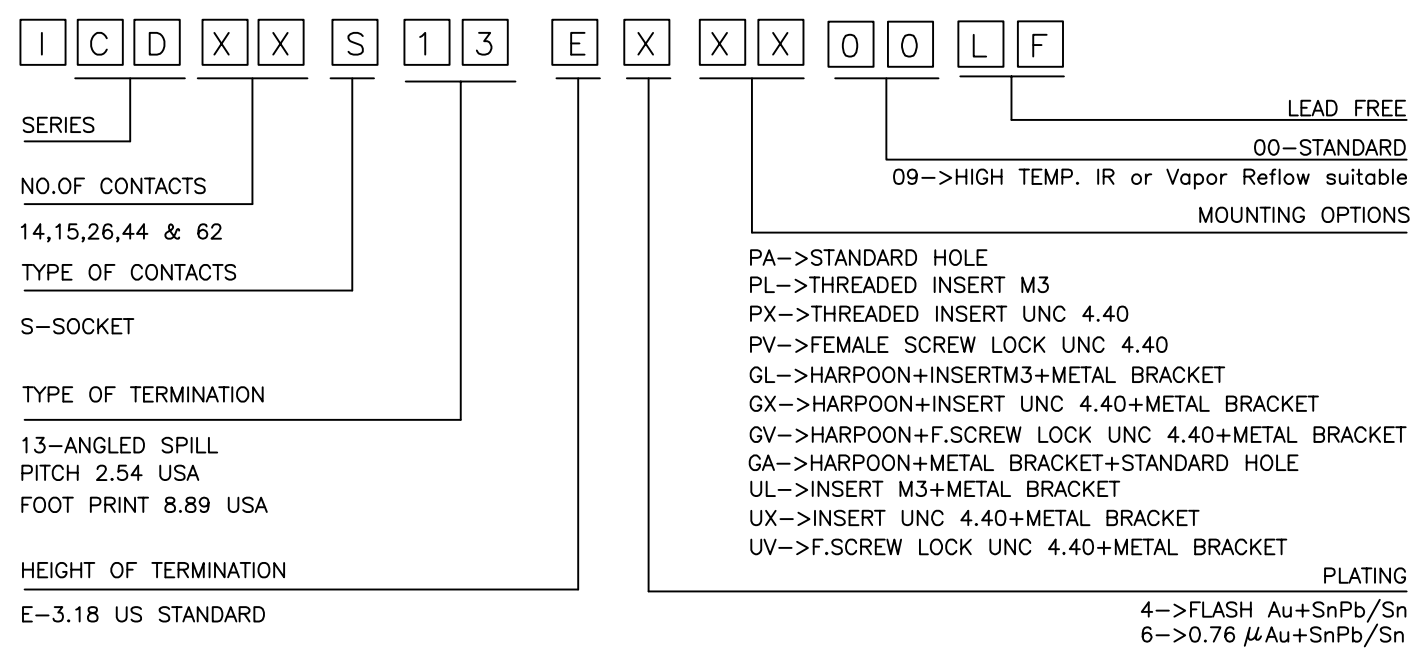 I C D X X S 1 3 E X X X 0 0 L F
SERIES
NO.OF CONTACTS
14,15,26,44 & 62
TYPE OF CONTACTS
S-SOCKET
TYPE OF TERMINATION
13-ANGLED SPILL
PITCH 2.54 USA
FOOT PRINT 8.89 USA
HEIGHT OF TERMINATION
E-3.18 US STANDARD
LEAD FREE
00-STANDARD
09->HIGH TEMP. IR or Vapor Reflow suitable
MOUNTING OPTIONS
PA->STANDARD HOLE
PL->THREADED INSERT M3
PX->THREADED INSERT UNC 4.40
PV->FEMALE SCREW LOCK UNC 4.40
GL->HARPOON+INSERTM3+METAL BRACKET
GX->HARPOON+INSERT UNC 4.40+METAL BRACKET
GV->HARPOON+F.SCREW LOCK UNC 4.40+METAL BRACKET
GA->HARPOON+METAL BRACKET+STANDARD HOLE
UL->INSERT M3+METAL BRACKET
UX->INSERT UNC 4.40+METAL BRACKET
UV->F.SCREW LOCK UNC 4.40+METAL BRACKET
PLATING
4->FLASH Au+SnPb/Sn
6->0.76 μAu+SnPb/Sn